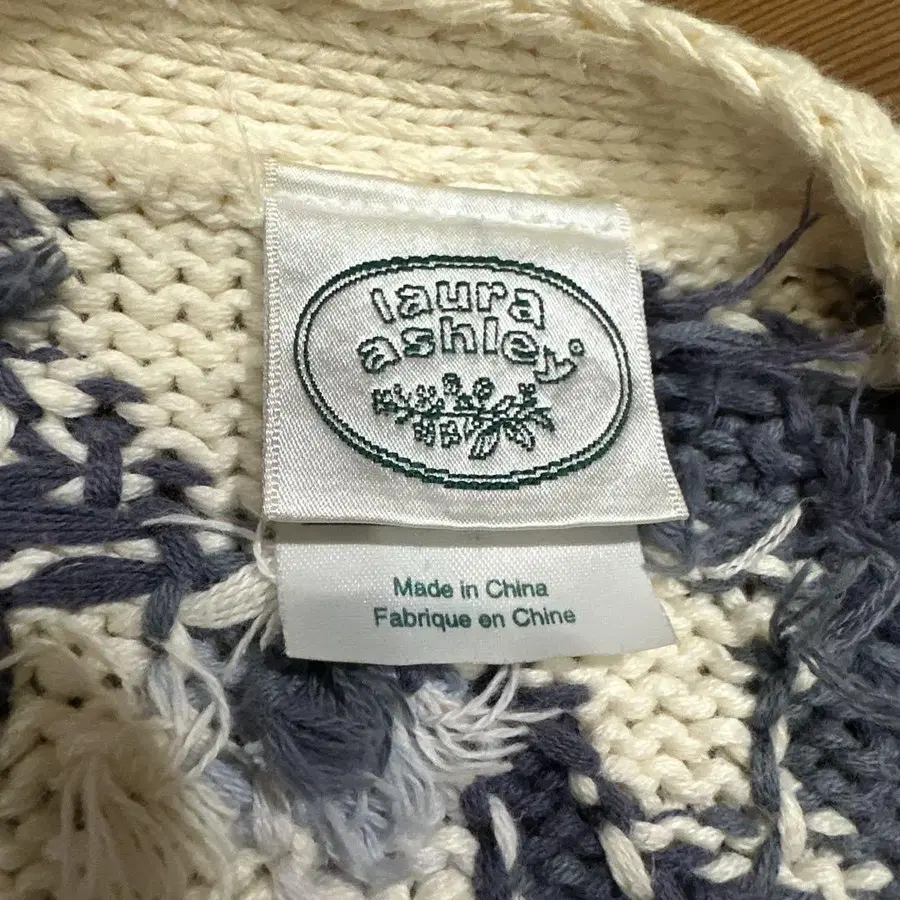 laura
ashley®
Made in China
Fabrique en Chine